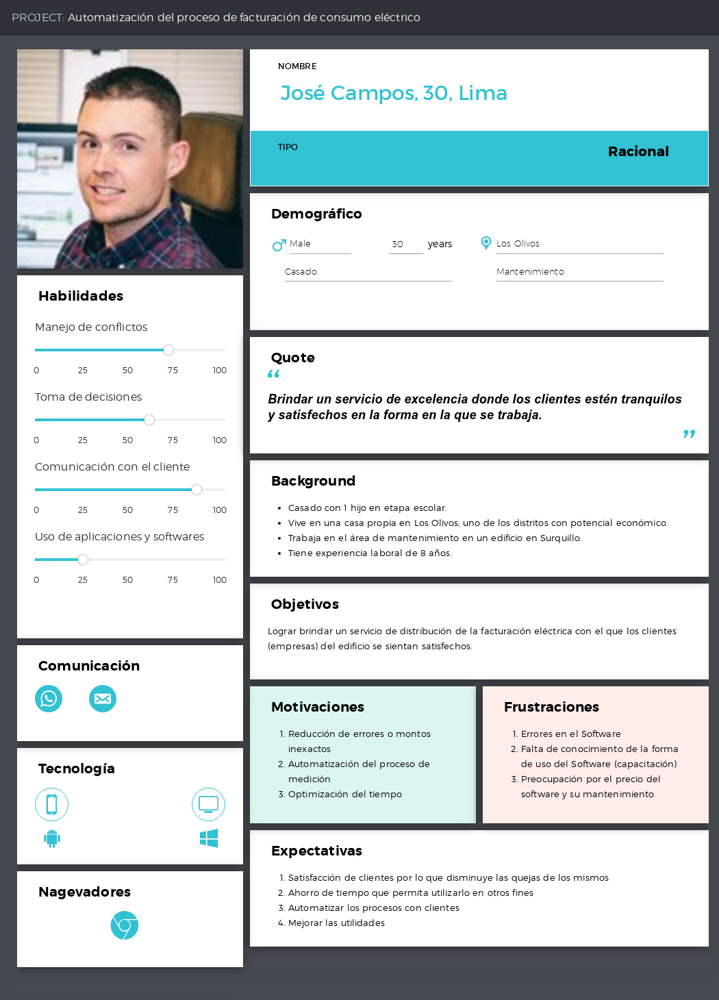 PROJECT: Automatización del proceso de facturación de consumo eléctrico
NOMBRE
José Campos, 30, Lima
TIPO
Racional
Demográfico
Male
30 years
Los Olivos
Casado
Mantenimiento
Habilidades
Manejo de conflictos
0 25 50 75 100
Toma de decisiones
0 25 50 75 100
Comunicación con el cliente
0 25 50 75 100
Uso de aplicaciones y softwares
0 25 50 75 100
Comunicación
Tecnología
Nagevadores
Quote
“
Brindar un servicio de excelencia donde los clientes estén tranquilos
y satisfechos en la forma en la que se trabaja.
”
Background
• Casado con 1 hijo en etapa escolar.
• Vive en una casa propia en Los Olivos, uno de los distritos con potencial económico.
• Trabaja en el área de mantenimiento en un edificio en Surquillo.
• Tiene experiencia laboral de 8 años.
Objetivos
Lograr brindar un servicio de distribución de la facturación eléctrica con el que los clientes
(empresas) del edificio se sientan satisfechos.
Motivaciones
1. Reducción de errores o montos
inexactos
2. Automatización del proceso de
medición
3. Optimización del tiempo
Frustraciones
1. Errores en el Software
2. Falta de conocimiento de la forma
de uso del Software (capacitación)
3. Preocupación por el precio del
software y su mantenimiento
Expectativas
1. Satisfacción de clientes por lo que disminuye las quejas de los mismos
2. Ahorro de tiempo que permita utilizarlo en otros fines
3. Automatizar los procesos con clientes
4. Mejorar las utilidades